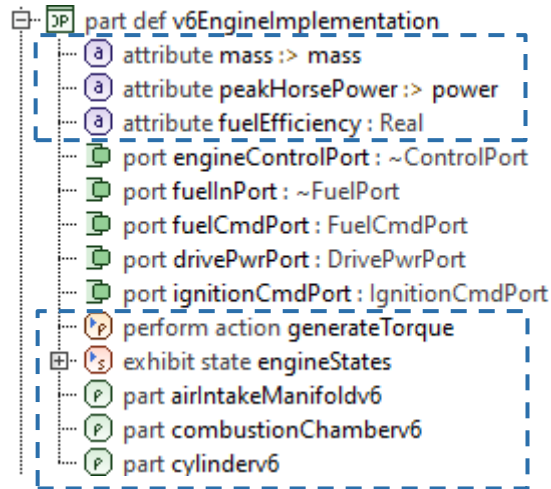 part def v6EngineImplementation
attribute mass :> mass
attribute peakHorsePower :> power
attribute fuelEfficiency : Real
port engineControlPort : ~ControlPort
port fuelInPort : ~FuelPort
port fuelCmdPort : FuelCmdPort
port drivePwrPort : DrivePwrPort
port ignitionCmdPort : IgnitionCmdPort
perform action generateTorque
exhibit state engineStates
part airIntakeManifoldv6
part combustionChamberv6
part cylinderv6